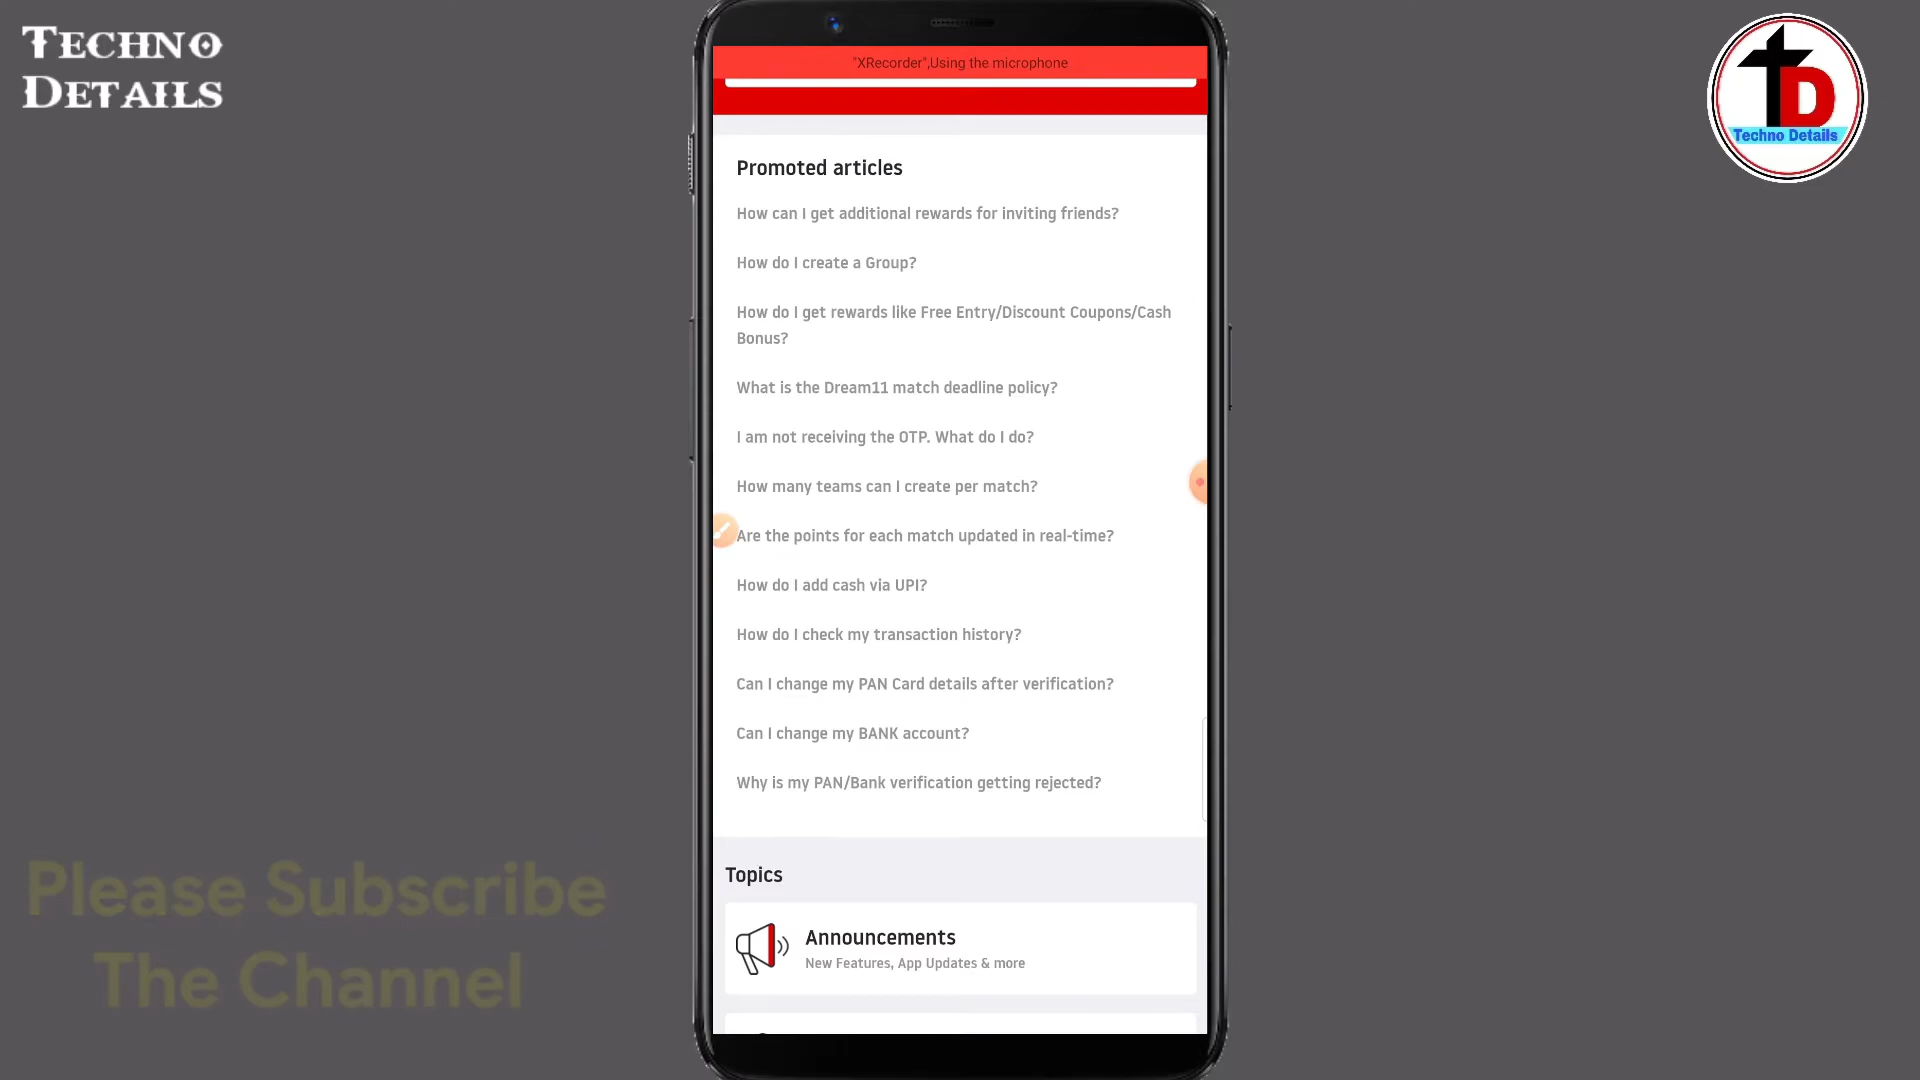 TECHNO
DETAILS
"XRecorder",Using the microphone
TD
Techno Details
Promoted articles
How can I get additional rewards for inviting friends?
How do I create a Group?
How do I get rewards like Free Entry/Discount Coupons/Cash
Bonus?
What is the Dream11 match deadline policy?
I am not receiving the OTP. What do I do?
How many teams can I create per match?
Are the points for each match updated in real-time?
How do I add cash via UPI?
How do I check my transaction history?
Can I change my PAN Card details after verification?
Can I change my BANK account?
Why is my PAN/Bank verification getting rejected?
Topics
Announcements
New Features, App Updates & more
Please Subscribe
The Channel